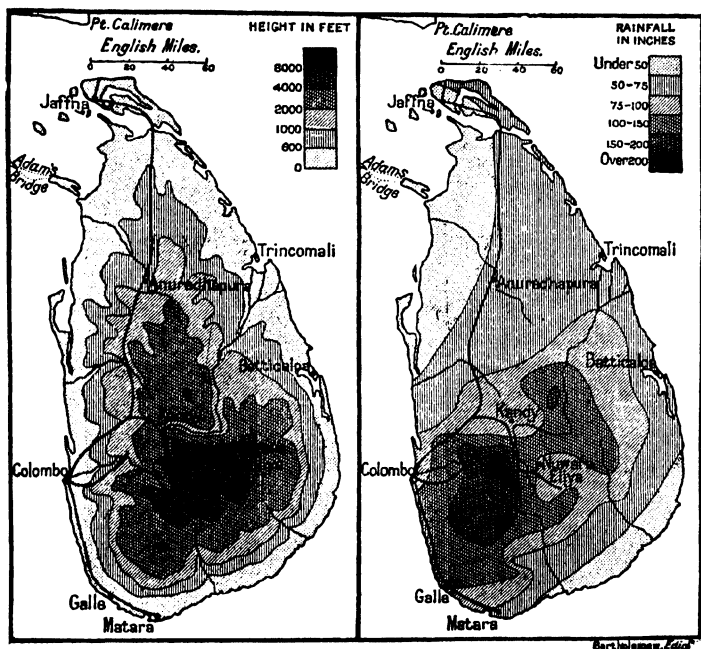 Pt. Calimere
English Miles.
0 20 40 60
HEIGHT IN FEET
6000
4000
2000
1000
600
0
Jaffna
Adam's
Bridge
Trincomali
Anuradhapura
Batticaloa
Colombo
Galle
Matara
Pt. Calimere
English Miles.
0 20 40 60
RAINFALL
IN INCHES
Under 50
50-75
75-100
100-150
150-200
Over 200
Jaffna
Adam's
Bridge
Trincomali
Anuradhapura
Batticaloa
Kandy
Colombo
Nuwara
Eliya
Galle
Matara